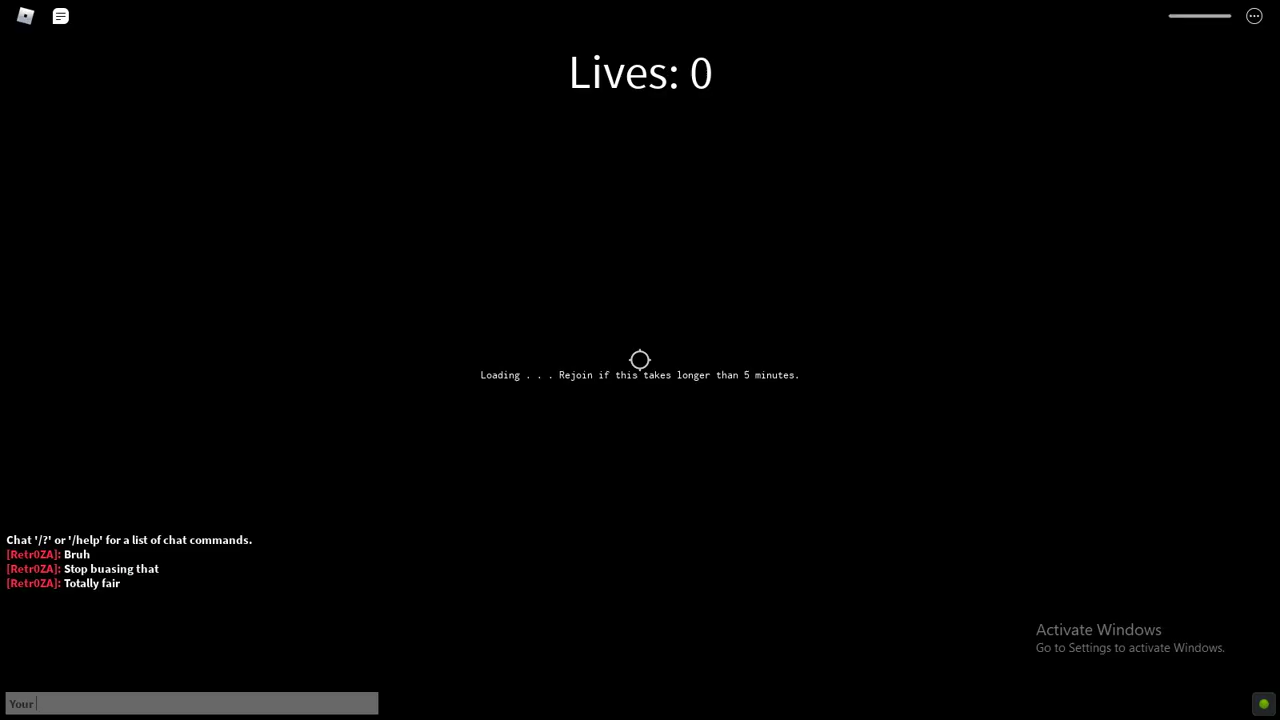 Lives: 0
Loading . . . Rejoin if this takes longer than 5 minutes.
Chat '/?' or '/help' for a list of chat commands.
[Retr0ZA]: Bruh
[Retr0ZA]: Stop buasing that
[Retr0ZA]: Totally fair
Activate Windows
Go to Settings to activate Windows.
Your